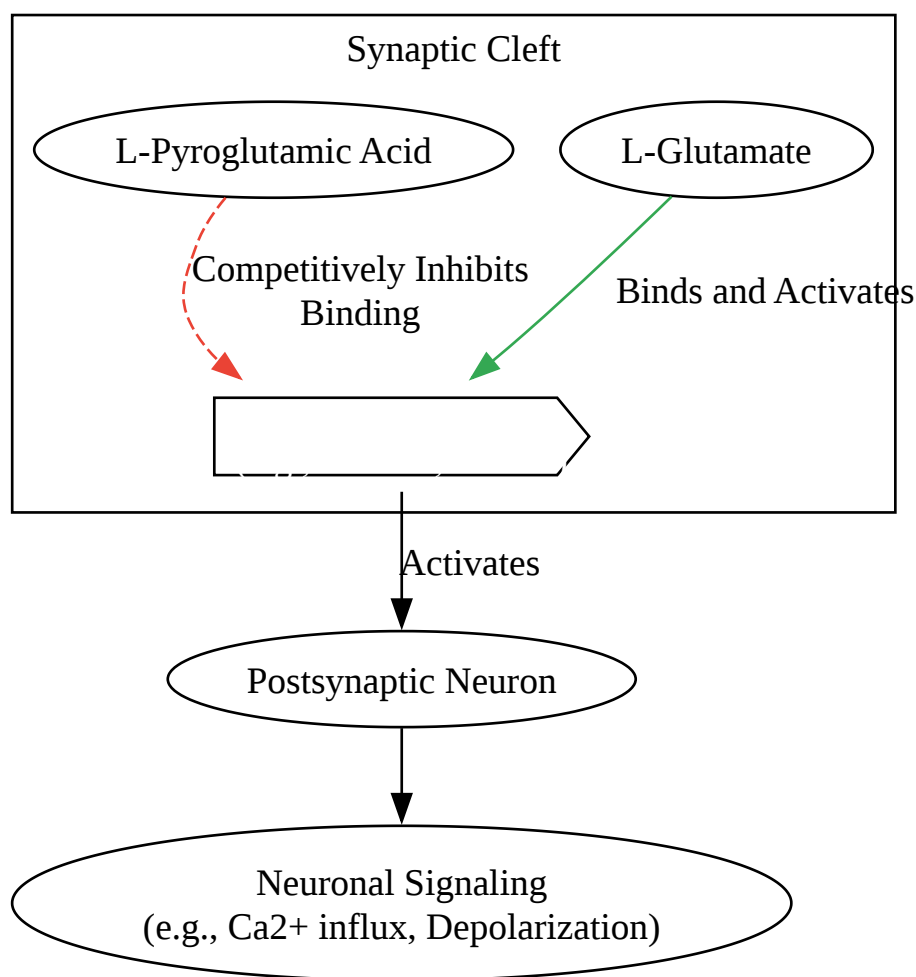 Synaptic Cleft
L-Pyroglutamic Acid
L-Glutamate
Competitively Inhibits
Binding
Binds and Activates
Activates
Postsynaptic Neuron
Neuronal Signaling
(e.g., Ca2+ influx, Depolarization)